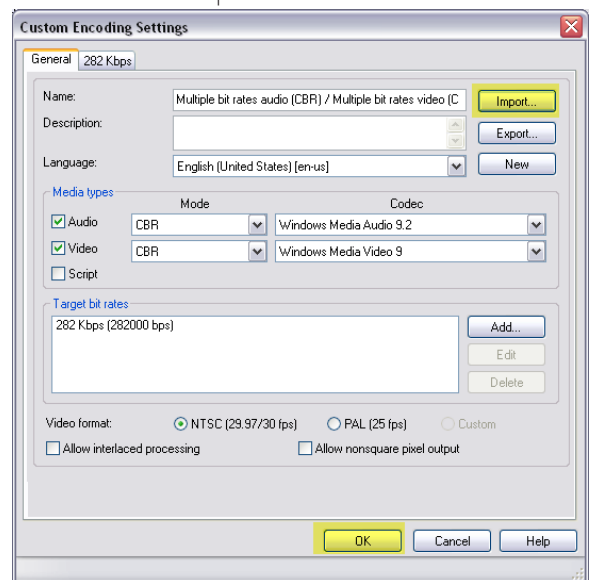 Custom Encoding Settings
General 282 Kbps
Name: Multiple bit rates audio (CBR) / Multiple bit rates video (C Import...
Description: Export...
Language: English (United States) [en-us] New
Media types
Mode Codec
Audio CBR Windows Media Audio 9.2
Video CBR Windows Media Video 9
Script
Target bit rates
282 Kbps (282000 bps) Add...
Edit
Delete
Video format: NTSC (29.97/30 fps) PAL (25 fps) Custom
Allow interlaced processing Allow nonsquare pixel output
OK Cancel Help